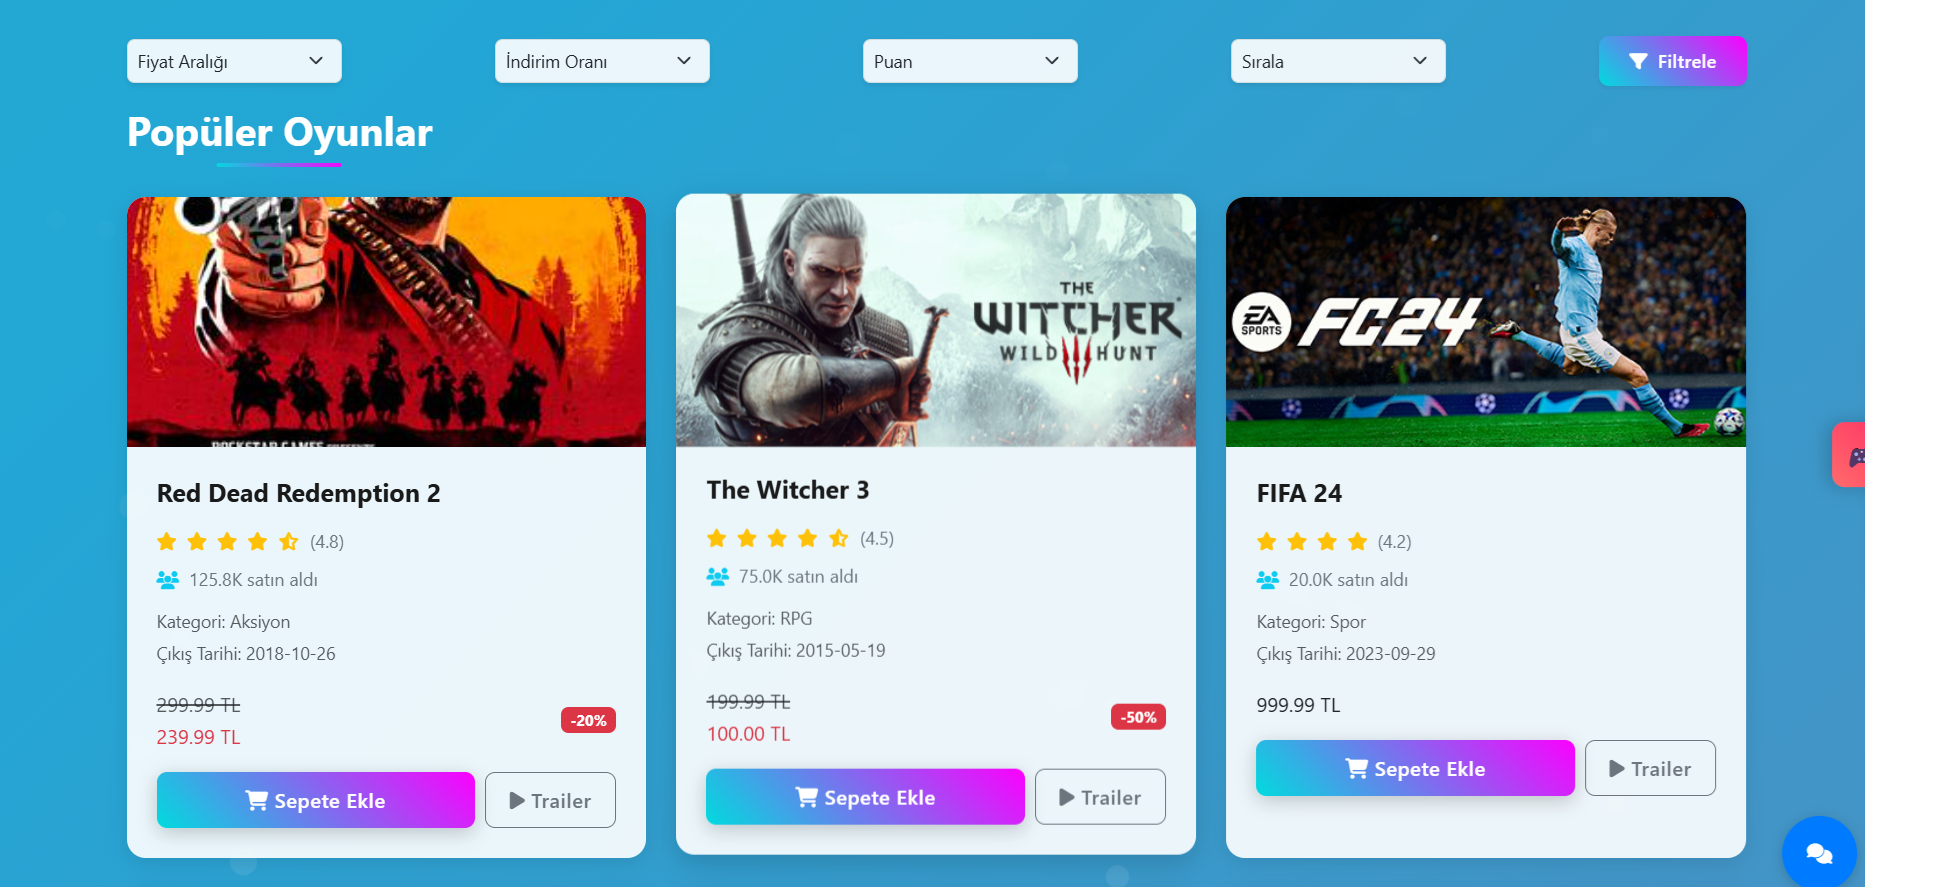 Fiyat Aralığı
İndirim Oranı
Puan
Sırala
Filtrele
Popüler Oyunlar
ROCKSTAR GAMES
Red Dead Redemption 2
(4.8)
125.8K satın aldı
Kategori: Aksiyon
Çıkış Tarihi: 2018-10-26
299.99 TL
239.99 TL
-20%
Sepete Ekle
Trailer
THE
WITCHER
WILD HUNT
The Witcher 3
(4.5)
75.0K satın aldı
Kategori: RPG
Çıkış Tarihi: 2015-05-19
199.99 TL
100.00 TL
-50%
Sepete Ekle
Trailer
EA
SPORTS
FC24
FIFA 24
(4.2)
20.0K satın aldı
Kategori: Spor
Çıkış Tarihi: 2023-09-29
999.99 TL
Sepete Ekle
Trailer